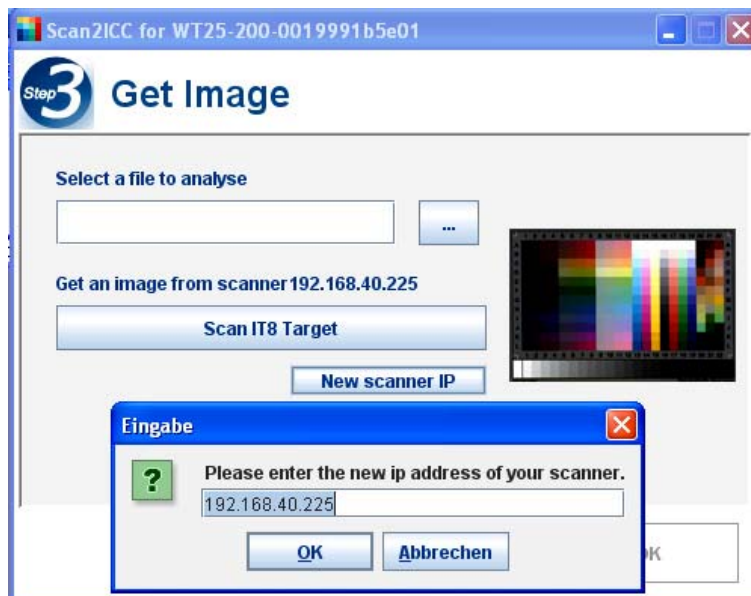 Scan2ICC for WT25-200-0019991b5e01
Step 3 Get Image
Select a file to analyse
...
Get an image from scanner192.168.40.225
Scan IT8 Target
New scanner IP
Eingabe
? Please enter the new ip address of your scanner.
192.168.40.225
OK Abbrechen